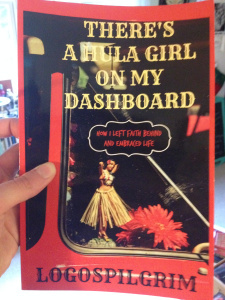 THERE'S
A HULA GIRL
ON MY
DASHBOARD
HOW I LEFT FAITH BEHIND
AND EMBRACED LIFE
LOGOSPILGRIM